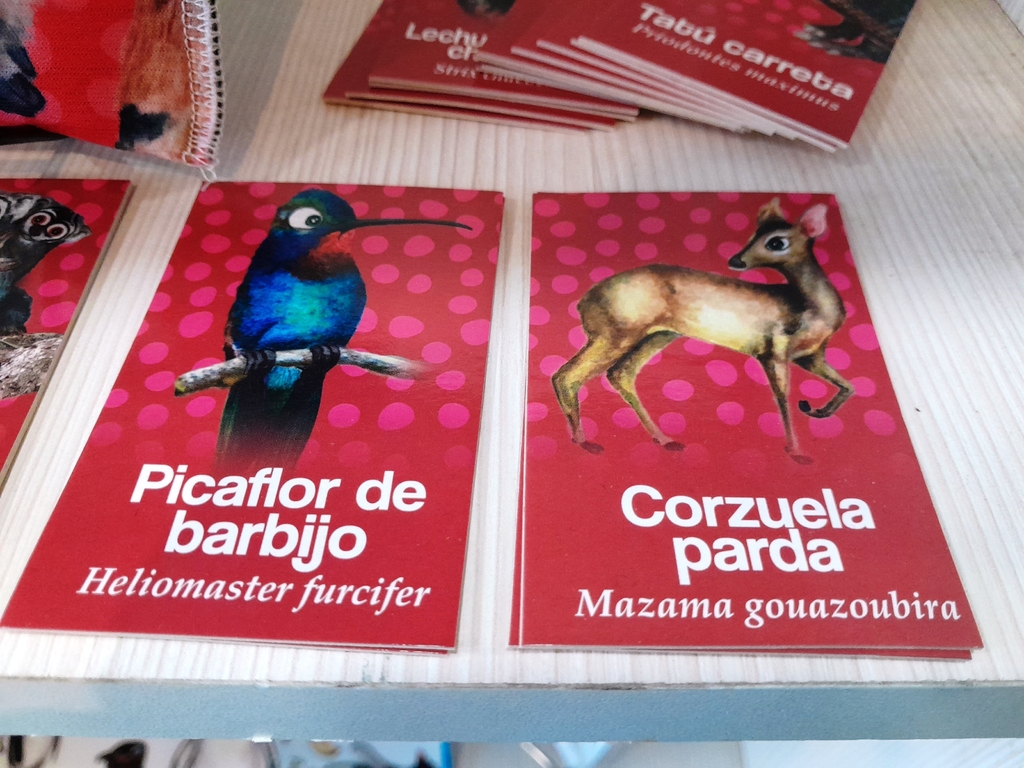 Tatú carreta
Priodontes maximus
Picaflor de
barbijo
Heliomaster furcifer
Corzuela
parda
Mazama gouazoubira